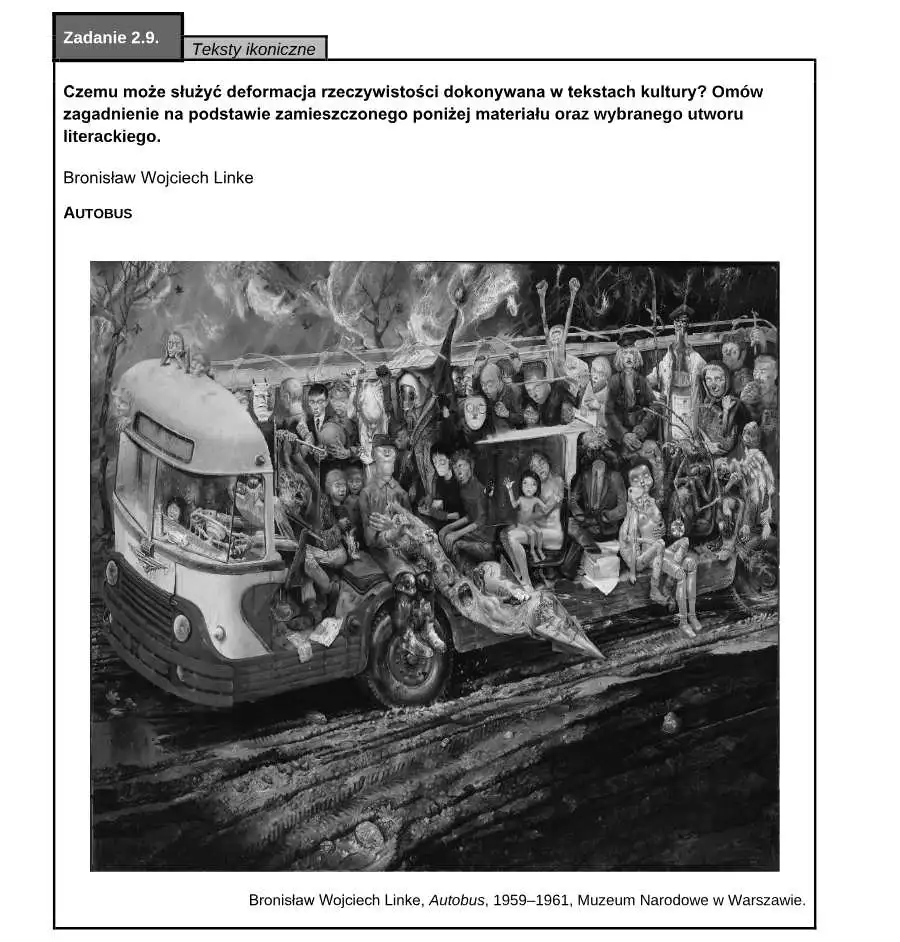 Zadanie 2.9.
Teksty ikoniczne
Czemu może służyć deformacja rzeczywistości dokonywana w tekstach kultury? Omów
zagadnienie na podstawie zamieszczonego poniżej materiału oraz wybranego utworu
literackiego.
Bronisław Wojciech Linke
AUTOBUS
Bronisław Wojciech Linke, Autobus, 1959–1961, Muzeum Narodowe w Warszawie.